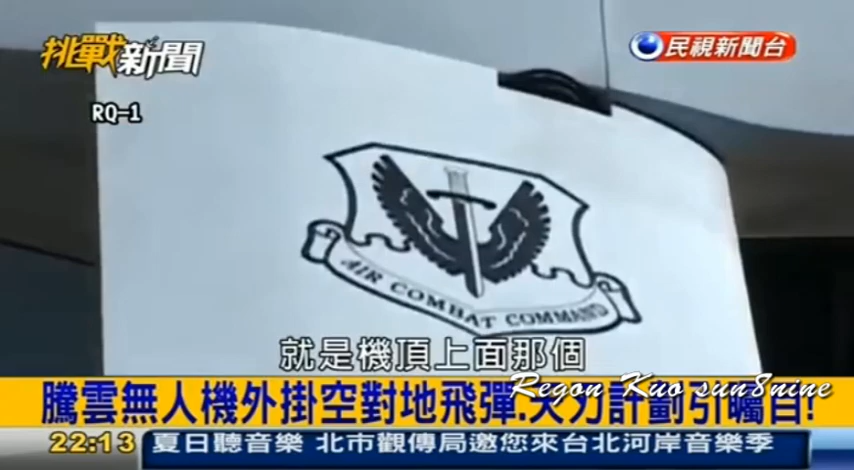 挑戰新聞
民視新聞台
RQ-1
AIR COMBAT COMMAND
就是機頂上面那個
Regon Kuo sun8nine
騰雲無人機外掛空對地飛彈.火力計劃引矚目!
22:13 夏日聽音樂 北市觀傳局邀您來台北河岸音樂季